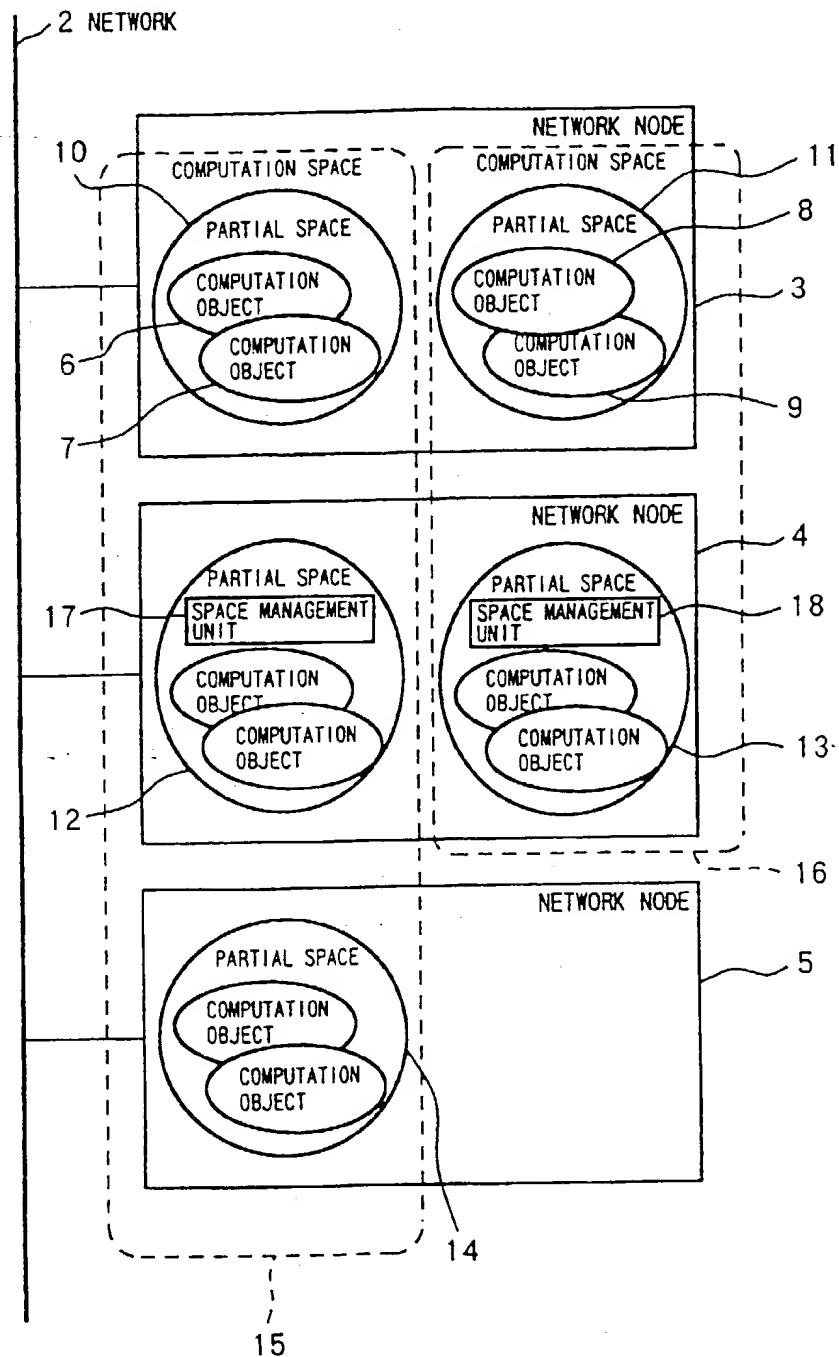 2 NETWORK
NETWORK NODE
10
COMPUTATION SPACE
COMPUTATION SPACE
11
PARTIAL SPACE
PARTIAL SPACE
8
COMPUTATION
OBJECT
COMPUTATION
OBJECT
3
6
COMPUTATION
OBJECT
COMPUTATION
OBJECT
7
9
NETWORK NODE
4
PARTIAL SPACE
PARTIAL SPACE
17
SPACE MANAGEMENT
UNIT
SPACE MANAGEMENT
UNIT
18
COMPUTATION
OBJECT
COMPUTATION
OBJECT
COMPUTATION
OBJECT
COMPUTATION
OBJECT
13
12
16
NETWORK NODE
PARTIAL SPACE
5
COMPUTATION
OBJECT
COMPUTATION
OBJECT
14
15